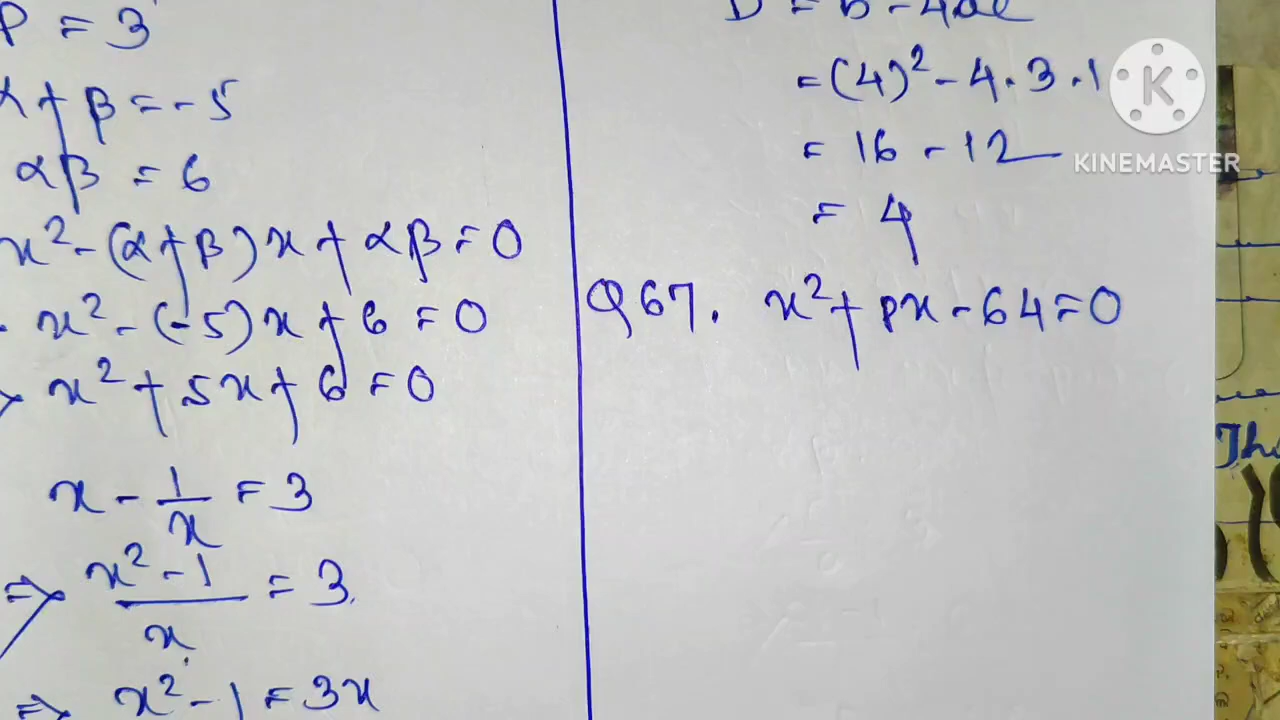 P = 3
α + β = -5
αβ = 6
x² - (α+β)x + αβ = 0
x² - (-5)x + 6 = 0
x² + 5x + 6 = 0
x - 1/x = 3
⇒ x² - 1 / x = 3
⇒ x² - 1 = 3x
= (4)² - 4·3·1
= 16 - 12
= 4
Q 67. x² + px - 64 = 0
K
KINEMASTER